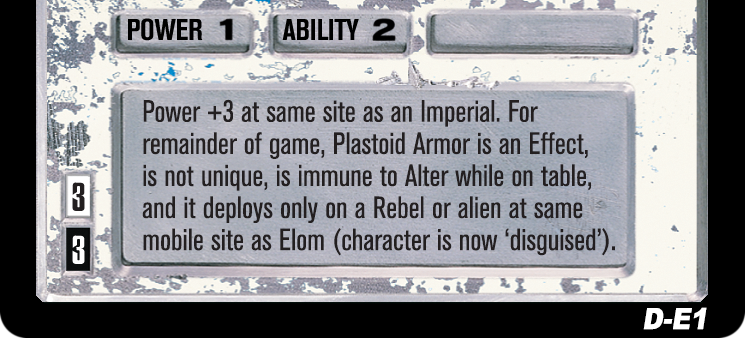 POWER 1 ABILITY 2
Power +3 at same site as an Imperial. For
remainder of game, Plastoid Armor is an Effect,
is not unique, is immune to Alter while on table,
and it deploys only on a Rebel or alien at same
mobile site as Elom (character is now ‘disguised’).
3
3
D-E1